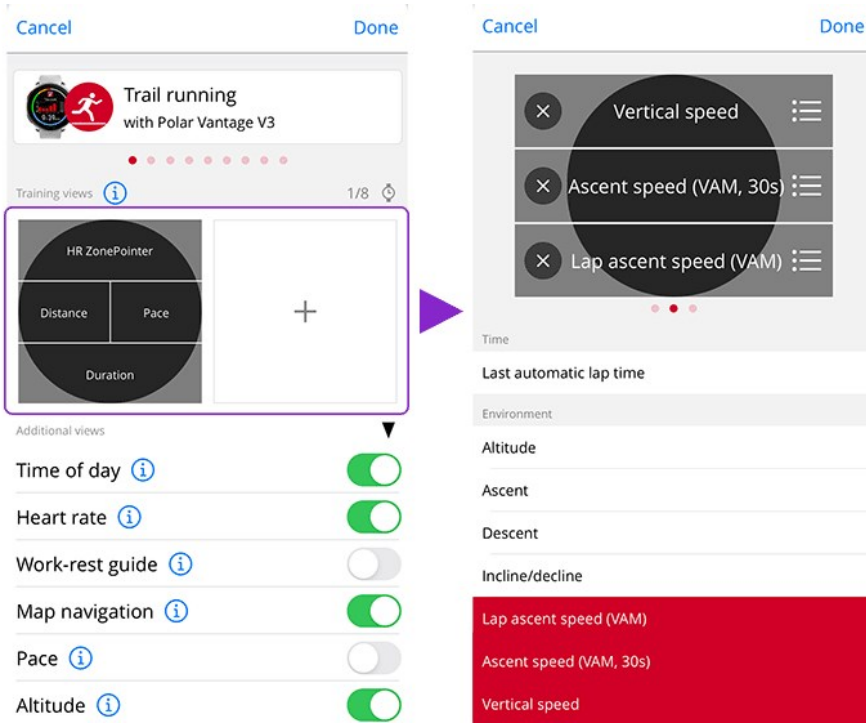 Cancel
Done
Trail running
with Polar Vantage V3
Training views
1/8
HR ZonePointer
Distance
Pace
Duration
+
Additional views
Time of day
Heart rate
Work-rest guide
Map navigation
Pace
Altitude
Cancel
Done
Vertical speed
Ascent speed (VAM, 30s)
Lap ascent speed (VAM)
Time
Last automatic lap time
Environment
Altitude
Ascent
Descent
Incline/decline
Lap ascent speed (VAM)
Ascent speed (VAM, 30s)
Vertical speed